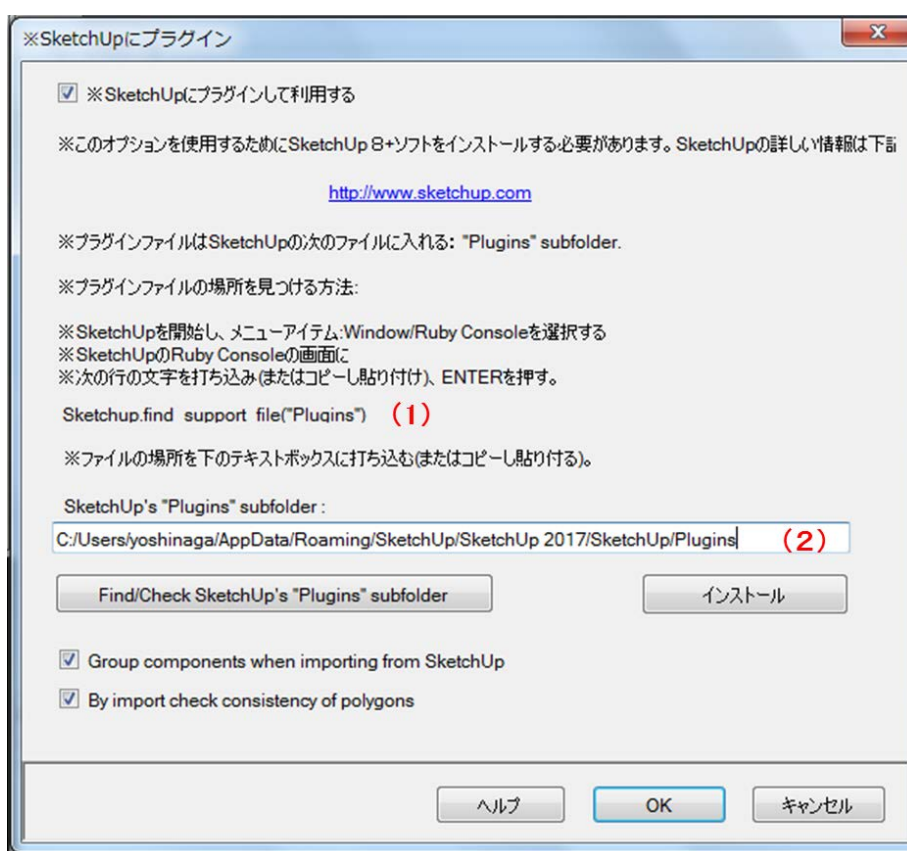 ※SketchUpにプラグイン
※SketchUpにプラグインして利用する
※このオプションを使用するためにSketchUp 8+ソフトをインストールする必要があります。SketchUpの詳しい情報は下記
http://www.sketchup.com
※プラグインファイルはSketchUpの次のファイルに入れる: "Plugins" subfolder.
※プラグインファイルの場所を見つける方法:
※SketchUpを開始し、メニューアイテム:Window/Ruby Consoleを選択する
※SketchUpのRuby Consoleの画面に
※次の行の文字を打ち込み(またはコピーし貼り付け)、ENTERを押す。
Sketchup.find_support_file("Plugins") (1)
※ファイルの場所を下のテキストボックスに打ち込む(またはコピーし貼り付る)。
SketchUp's "Plugins" subfolder :
C:/Users/yoshinaga/AppData/Roaming/SketchUp/SketchUp 2017/SketchUp/Plugins (2)
Find/Check SketchUp's "Plugins" subfolder インストール
Group components when importing from SketchUp
By import check consistency of polygons
ヘルプ OK キャンセル